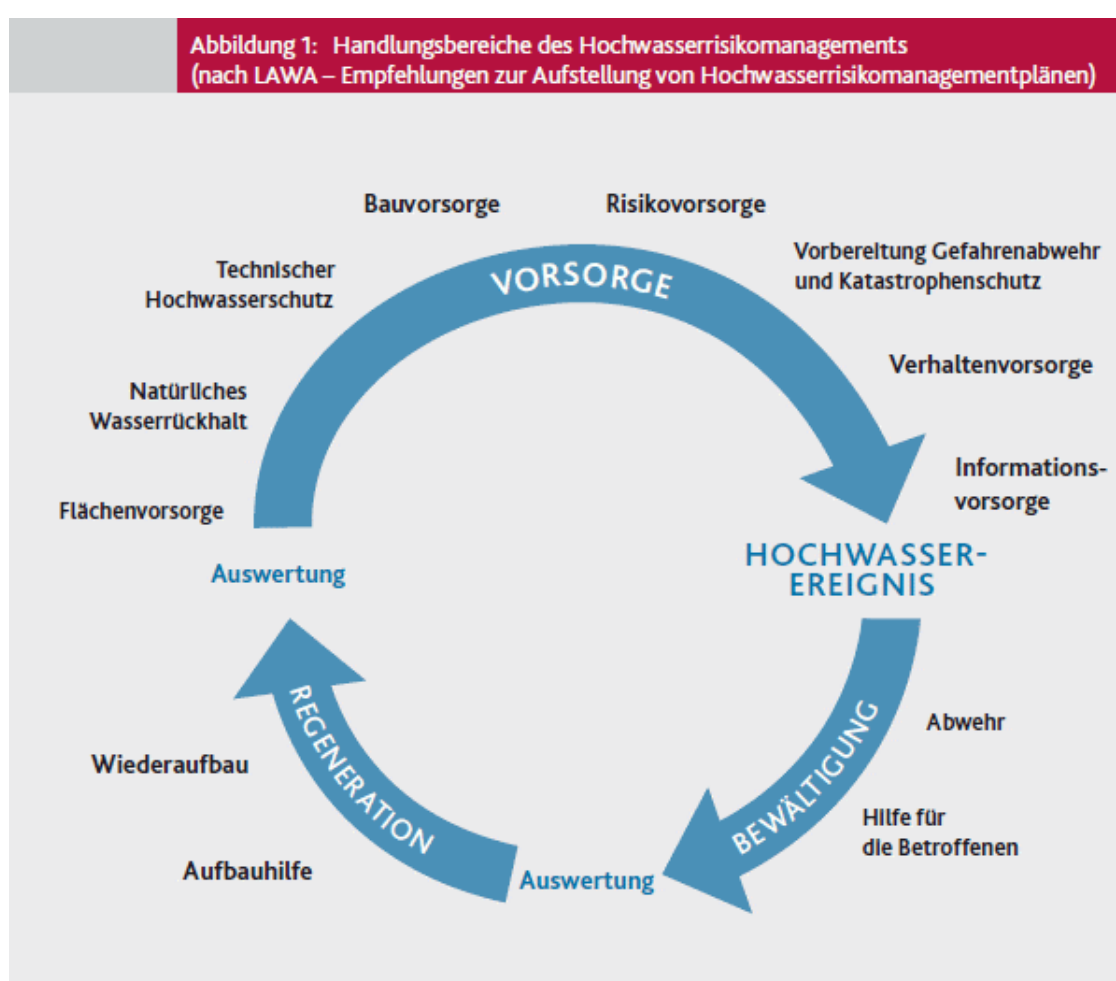 Abbildung 1: Handlungsbereiche des Hochwasserrisikomanagements
(nach LAWA – Empfehlungen zur Aufstellung von Hochwasserrisikomanagementplänen)
Bauvorsorge
Risikovorsorge
VORSORGE
Technischer
Hochwasserschutz
Vorbereitung Gefahrenabwehr
und Katastrophenschutz
Natürliches
Wasserrückhalt
Verhaltenvorsorge
Flächenvorsorge
Informations-
vorsorge
Auswertung
HOCHWASSER-
EREIGNIS
Abwehr
BEWÄLTIGUNG
Hilfe für
die Betroffenen
Auswertung
REGENERATION
Wiederaufbau
Aufbauhilfe